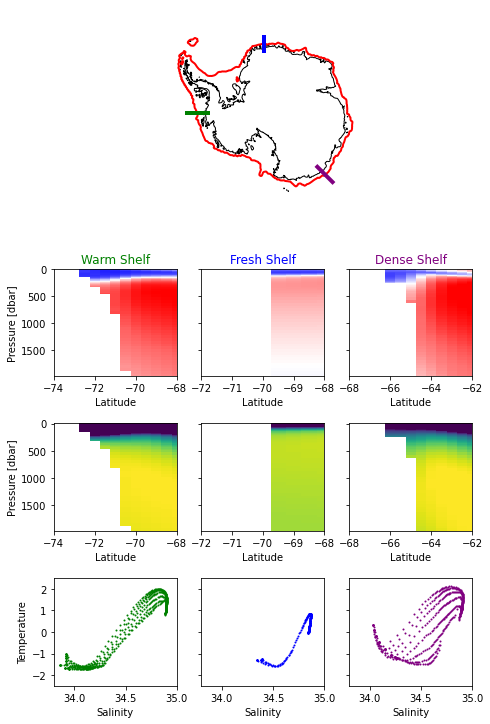 Warm Shelf Fresh Shelf Dense Shelf
0
500
1000
1500
Pressure [dbar]
−74 −72 −70 −68 −72 −71 −70 −69 −68 −68 −66 −64 −62
Latitude Latitude Latitude
0
500
1000
1500
Pressure [dbar]
−74 −72 −70 −68 −72 −71 −70 −69 −68 −68 −66 −64 −62
Latitude Latitude Latitude
2
1
0
−1
−2
Temperature
34.0 34.5 35.0 34.0 34.5 35.0 34.0 34.5 35.0
Salinity Salinity Salinity